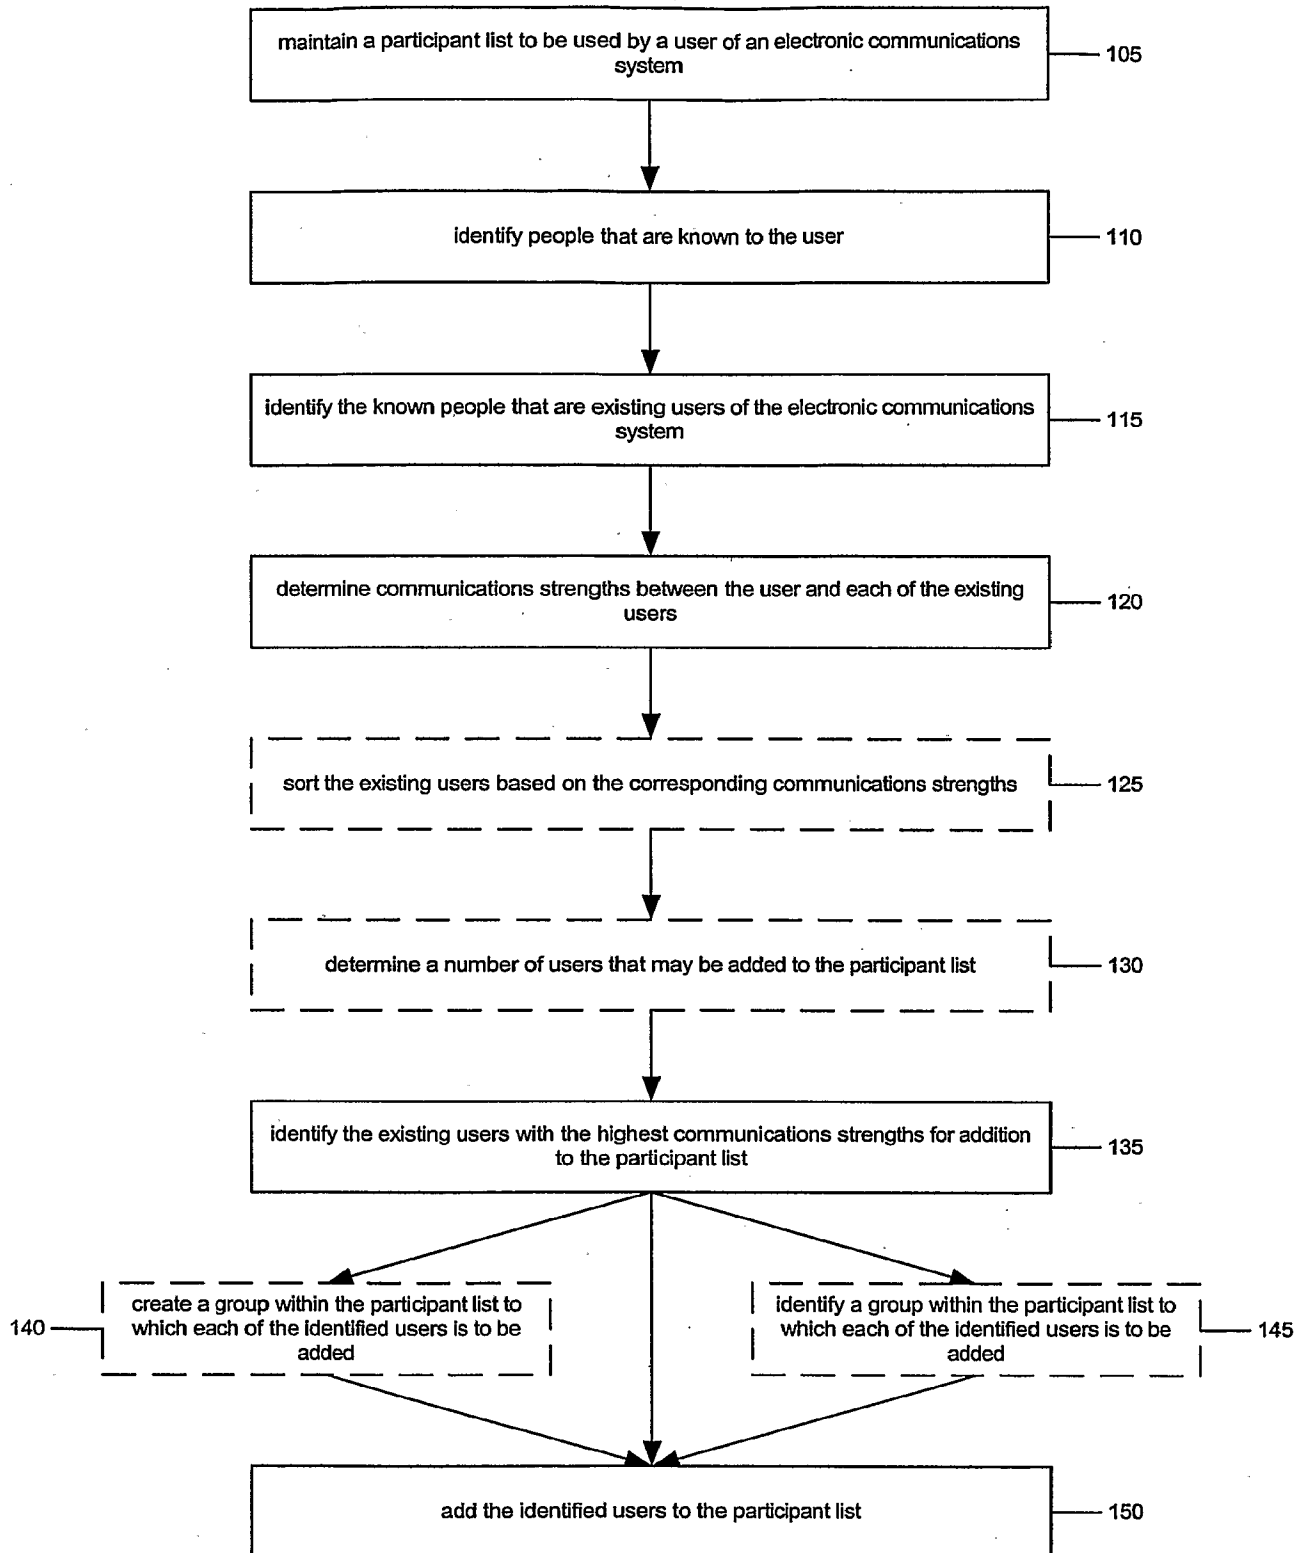 maintain a participant list to be used by a user of an electronic communications
system
105
identify people that are known to the user
110
identify the known people that are existing users of the electronic communications
system
115
determine communications strengths between the user and each of the existing
users
120
sort the existing users based on the corresponding communications strengths
125
determine a number of users that may be added to the participant list
130
identify the existing users with the highest communications strengths for addition
to the participant list
135
140
create a group within the participant list to
which each of the identified users is to be
added
identify a group within the participant list to
which each of the identified users is to be
added
145
add the identified users to the participant list
150